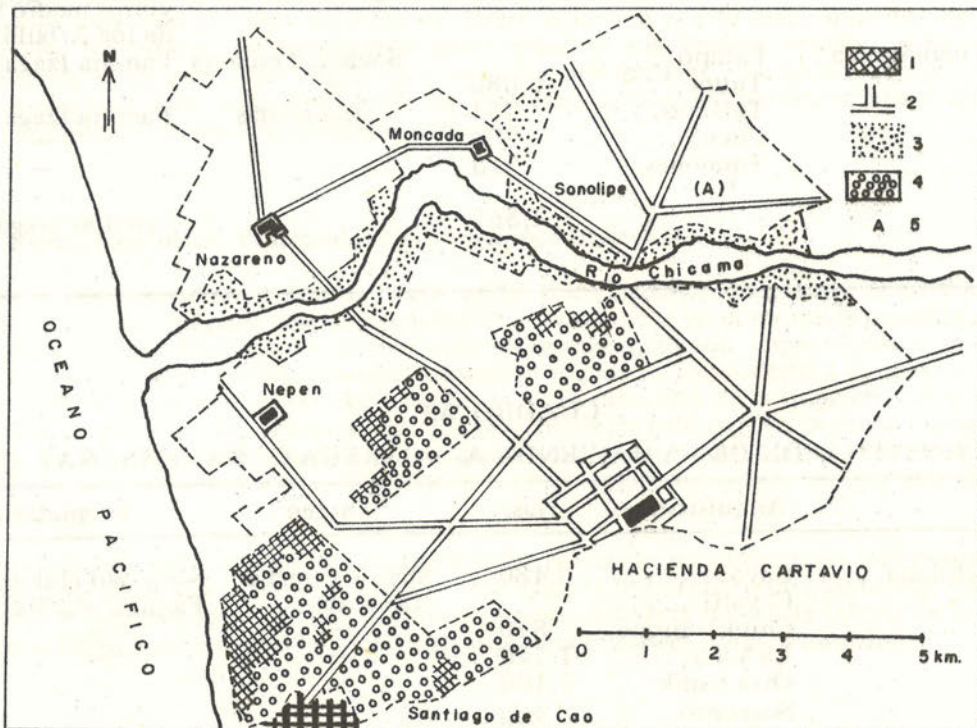 N
Moncada
Sonolipe
(A)
Nazareno
Río Chicama
OCEANO PACIFICO
Nepen
HACIENDA CARTAVIO
Santiago de Cao
1
2
3
4
A 5
0 1 2 3 4 5 km.